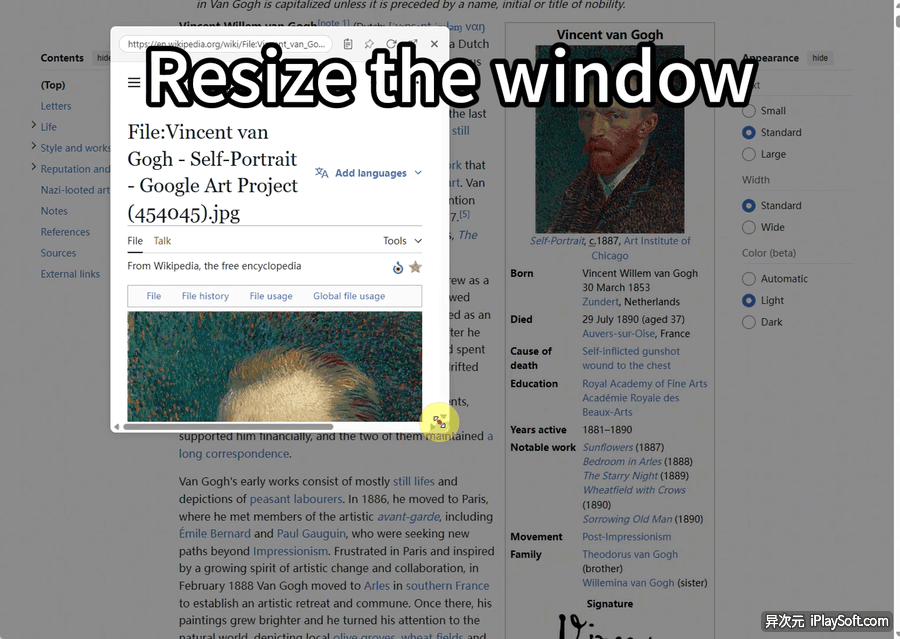 in Van Gogh is capitalized unless it is preceded by a name, initial or title of nobility.
Vincent Willem van Gogh [note 1]
a Dutch
Contents hide
(Top)
Letters
Life
Style and works
Reputation and
Nazi-looted art
Notes
References
Sources
External links
https://en.wikipedia.org/wiki/File:Vincent_van_Go...
Resize the window
File:Vincent van
Gogh - Self-Portrait
- Google Art Project
(454045).jpg
Add languages
File Talk
Tools
From Wikipedia, the free encyclopedia
File File history File usage Global file usage
the last
still
that
Van
[5]
The
as a
as an
he
spent
supported him financially, and the two of them maintained a
long correspondence.
Van Gogh's early works consist of mostly still lifes and
depictions of peasant labourers. In 1886, he moved to Paris,
where he met members of the artistic avant-garde, including
Émile Bernard and Paul Gauguin, who were seeking new
paths beyond Impressionism. Frustrated in Paris and inspired
by a growing spirit of artistic change and collaboration, in
February 1888 Van Gogh moved to Arles in southern France
to establish an artistic retreat and commune. Once there, his
paintings grew brighter and he turned his attention to the
natural world, depicting local olive groves, wheat fields and
Vincent van Gogh
Self-Portrait, c.1887, Art Institute of
Chicago
Born Vincent Willem van Gogh
30 March 1853
Zundert, Netherlands
Died 29 July 1890 (aged 37)
Auvers-sur-Oise, France
Cause of death Self-inflicted gunshot
wound to the chest
Education Royal Academy of Fine Arts
Académie Royale des
Beaux-Arts
Years active 1881–1890
Notable work Sunflowers (1887)
Bedroom in Arles (1888)
The Starry Night (1889)
Wheatfield with Crows
(1890)
Sorrowing Old Man (1890)
Movement Post-Impressionism
Family Theodorus van Gogh
(brother)
Willemina van Gogh (sister)
Signature
Vincent
Appearance hide
Small
Standard
Large
Width
Standard
Wide
Color (beta)
Automatic
Light
Dark
异次元 iPlaySoft.com